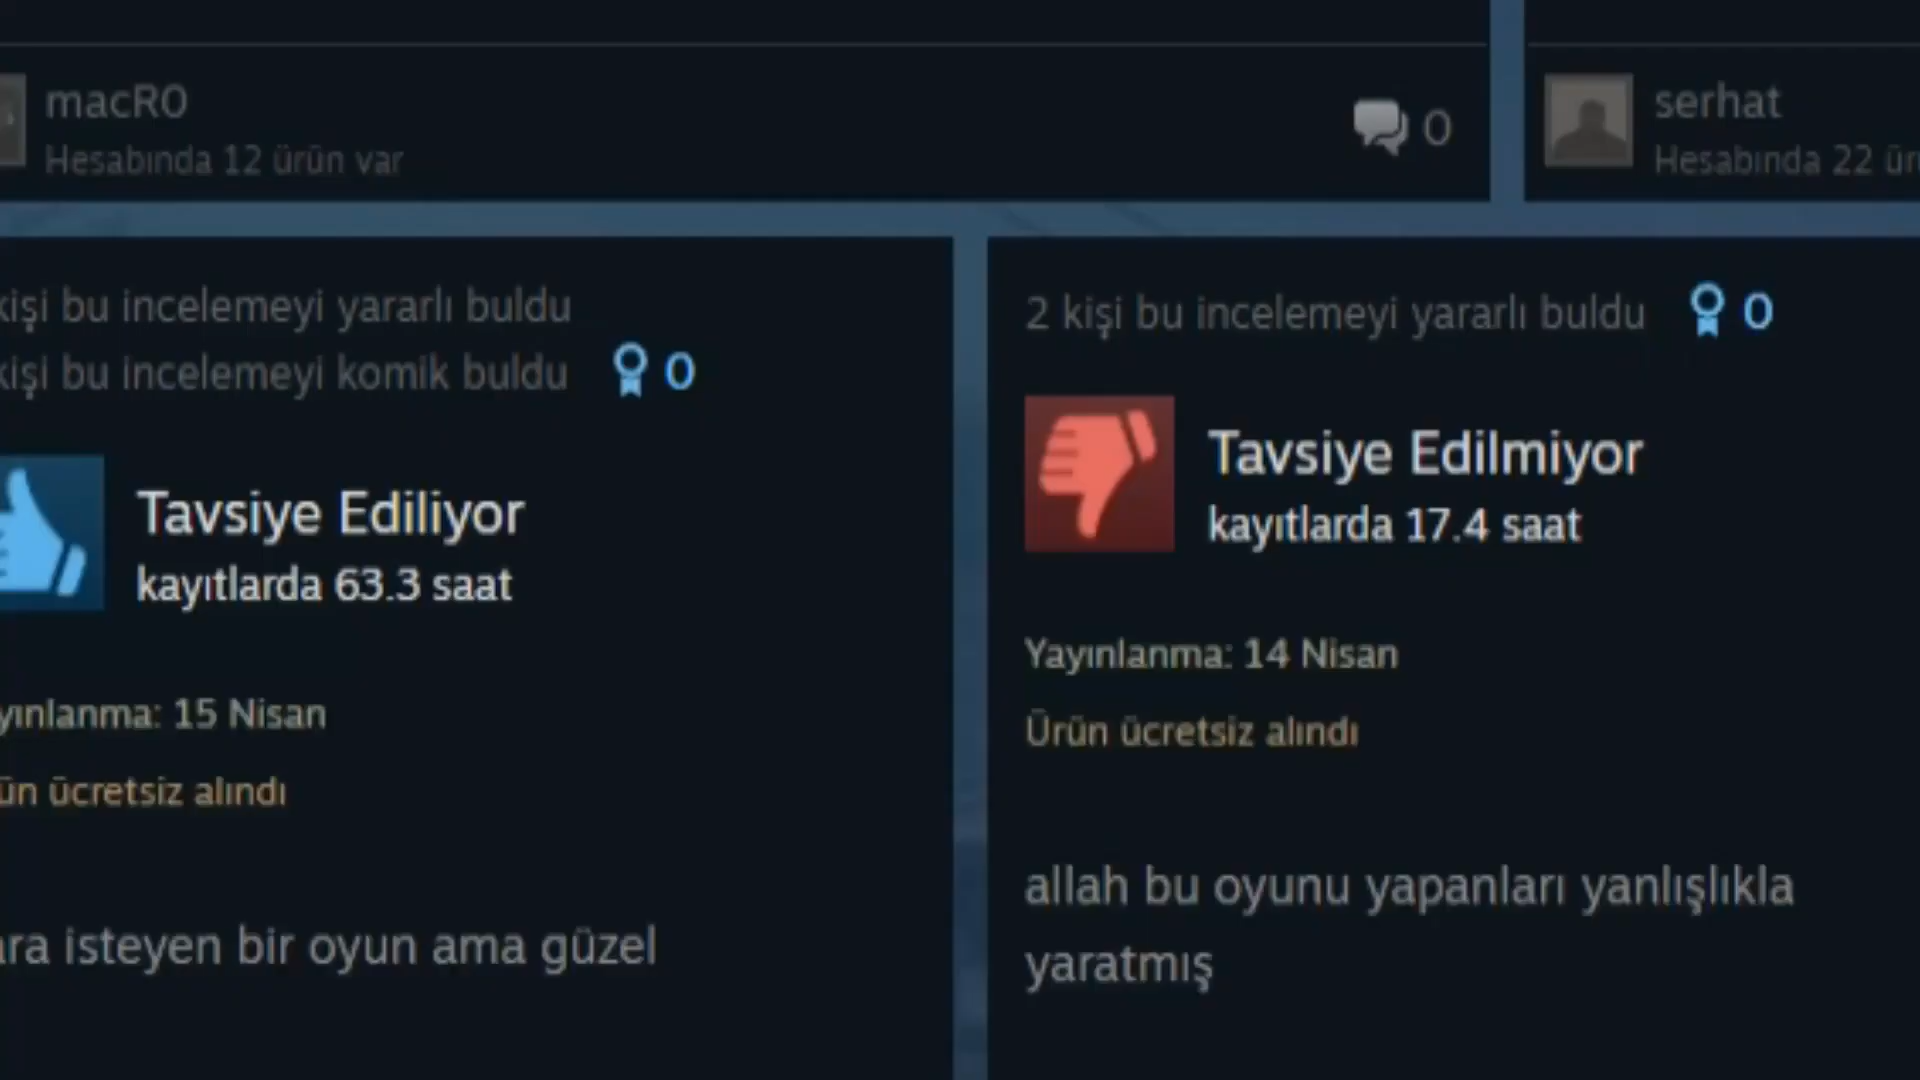 macRO
Hesabında 12 ürün var
0
serhat
Hesabında 22
kişi bu incelemeyi yararlı buldu
kişi bu incelemeyi komik buldu
0
Tavsiye Ediliyor
kayıtlarda 63.3 saat
15 Nisan
ücretsiz alındı
isteyen bir oyun ama güzel
2 kişi bu incelemeyi yararlı buldu
0
Tavsiye Edilmiyor
kayıtlarda 17.4 saat
Yayınlanma: 14 Nisan
Ürün ücretsiz alındı
allah bu oyunu yapanları yanlışlıkla
yaratmış